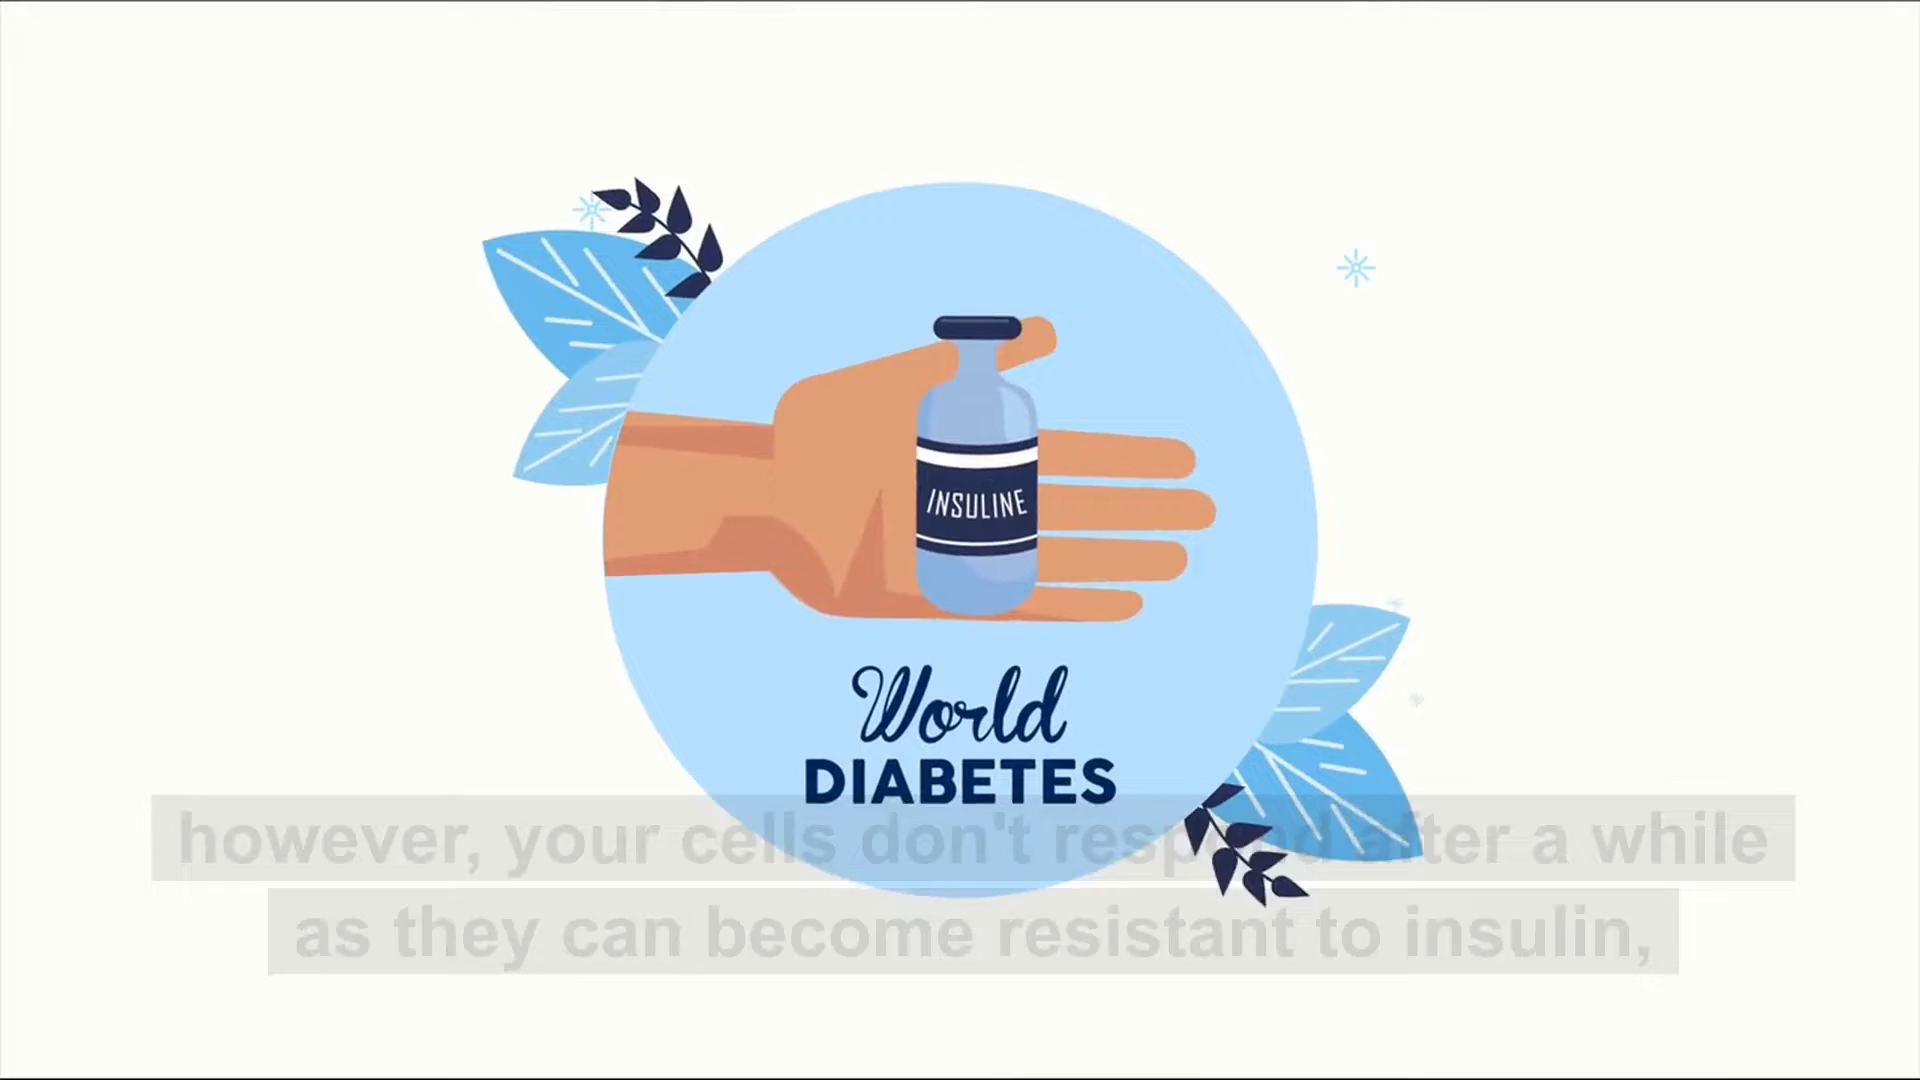 INSULINE
World
DIABETES
however, your cells don't respond after a while
as they can become resistant to insulin,